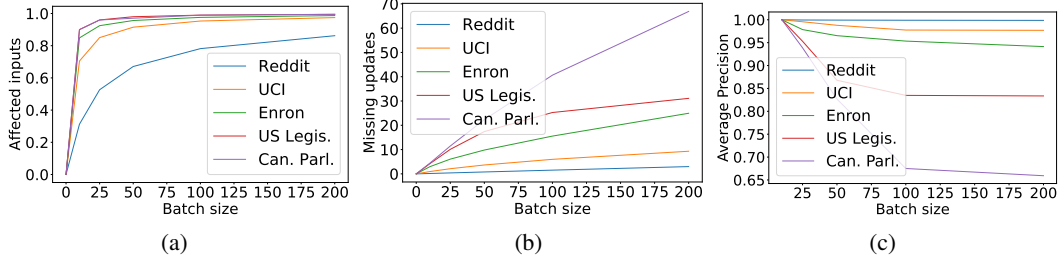 Affected inputs
1.0
0.8
0.6
0.4
0.2
0.0
Reddit
UCI
Enron
US Legis.
Can. Parl.
0 25 50 75 100 125 150 175 200
Batch size
(a)
Missing updates
70
60
50
40
30
20
10
0
Reddit
UCI
Enron
US Legis.
Can. Parl.
0 25 50 75 100 125 150 175 200
Batch size
(b)
Average Precision
1.00
0.95
0.90
0.85
0.80
0.75
0.70
0.65
Reddit
UCI
Enron
US Legis.
Can. Parl.
0 25 50 75 100 125 150 175 200
Batch size
(c)